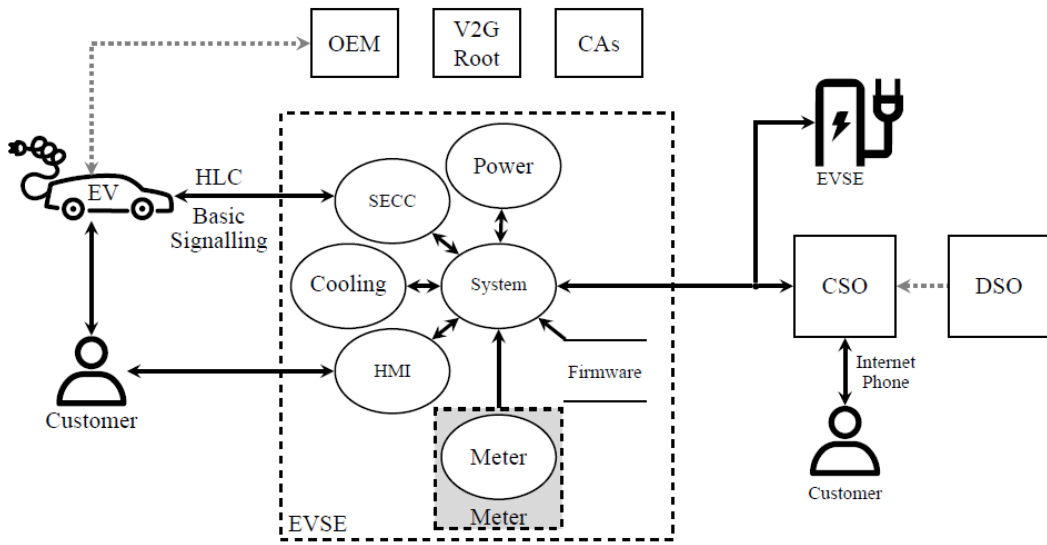 OEM
V2G
Root
CAs
EV
HLC
Basic
Signalling
SECC
Power
EVSE
Cooling
System
CSO
DSO
HMI
Firmware
Internet
Phone
Customer
Meter
Customer
Meter
EVSE